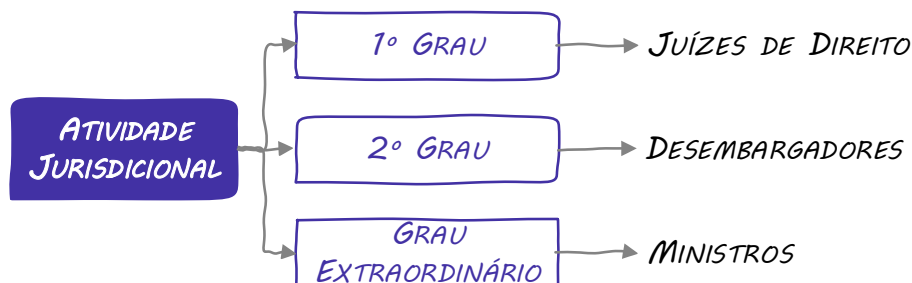 1º GRAU
JUÍZES DE DIREITO
ATIVIDADE
JURISDICIONAL
2º GRAU
DESEMBARGADORES
GRAU
EXTRAORDINÁRIO
MINISTROS